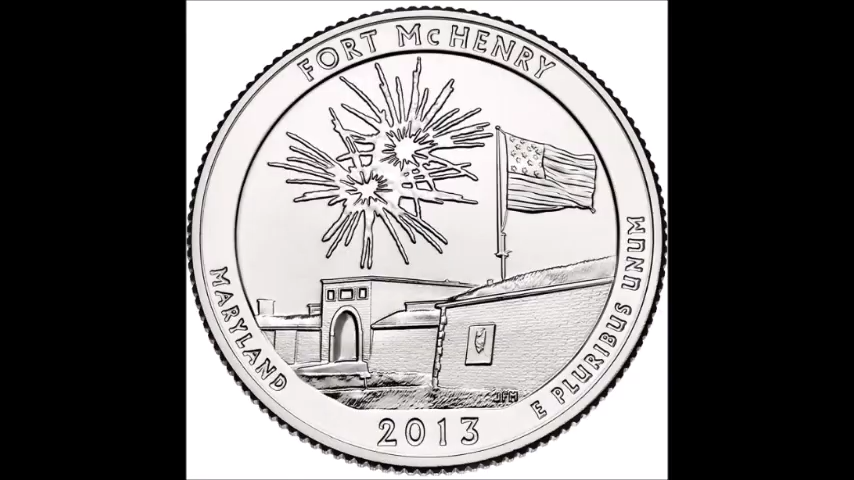 FORT McHENRY
MARYLAND
E PLURIBUS UNUM
JFM
2013